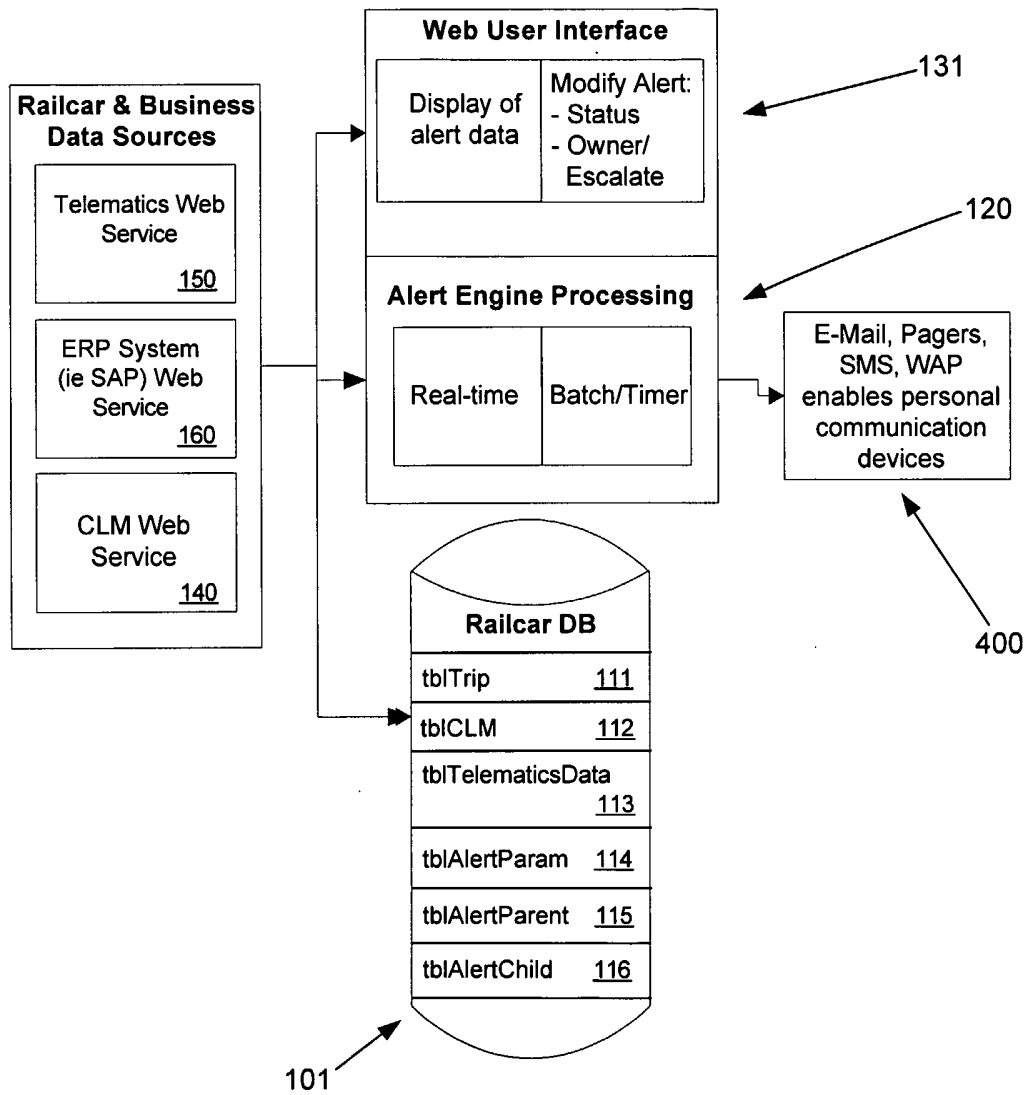 Web User Interface
Display of
alert data
Modify Alert:
- Status
- Owner/
Escalate
131
Railcar & Business
Data Sources
Telematics Web
Service
150
ERP System
(ie SAP) Web
Service
160
CLM Web
Service
140
120
Alert Engine Processing
Real-time
Batch/Timer
E-Mail, Pagers,
SMS, WAP
enables personal
communication
devices
400
Railcar DB
tblTrip 111
tblCLM 112
tblTelematicsData
113
tblAlertParam 114
tblAlertParent 115
tblAlertChild 116
101